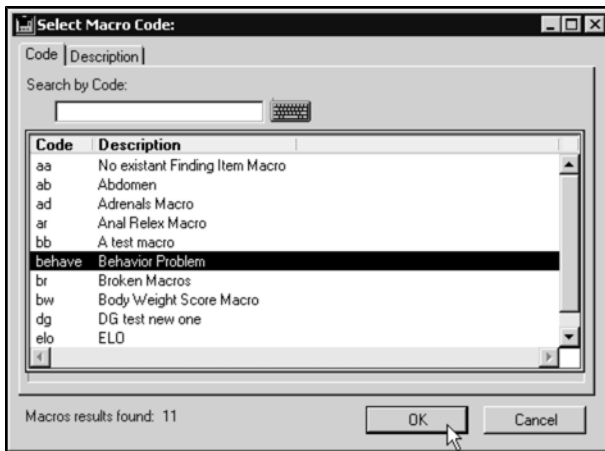 Select Macro Code:
Code Description
Search by Code:
Code Description
aa No existant Finding Item Macro
ab Abdomen
ad Adrenals Macro
ar Anal Relex Macro
bb A test macro
behave Behavior Problem
br Broken Macros
bw Body Weight Score Macro
dg DG test new one
elo ELO
Macros results found: 11
OK Cancel